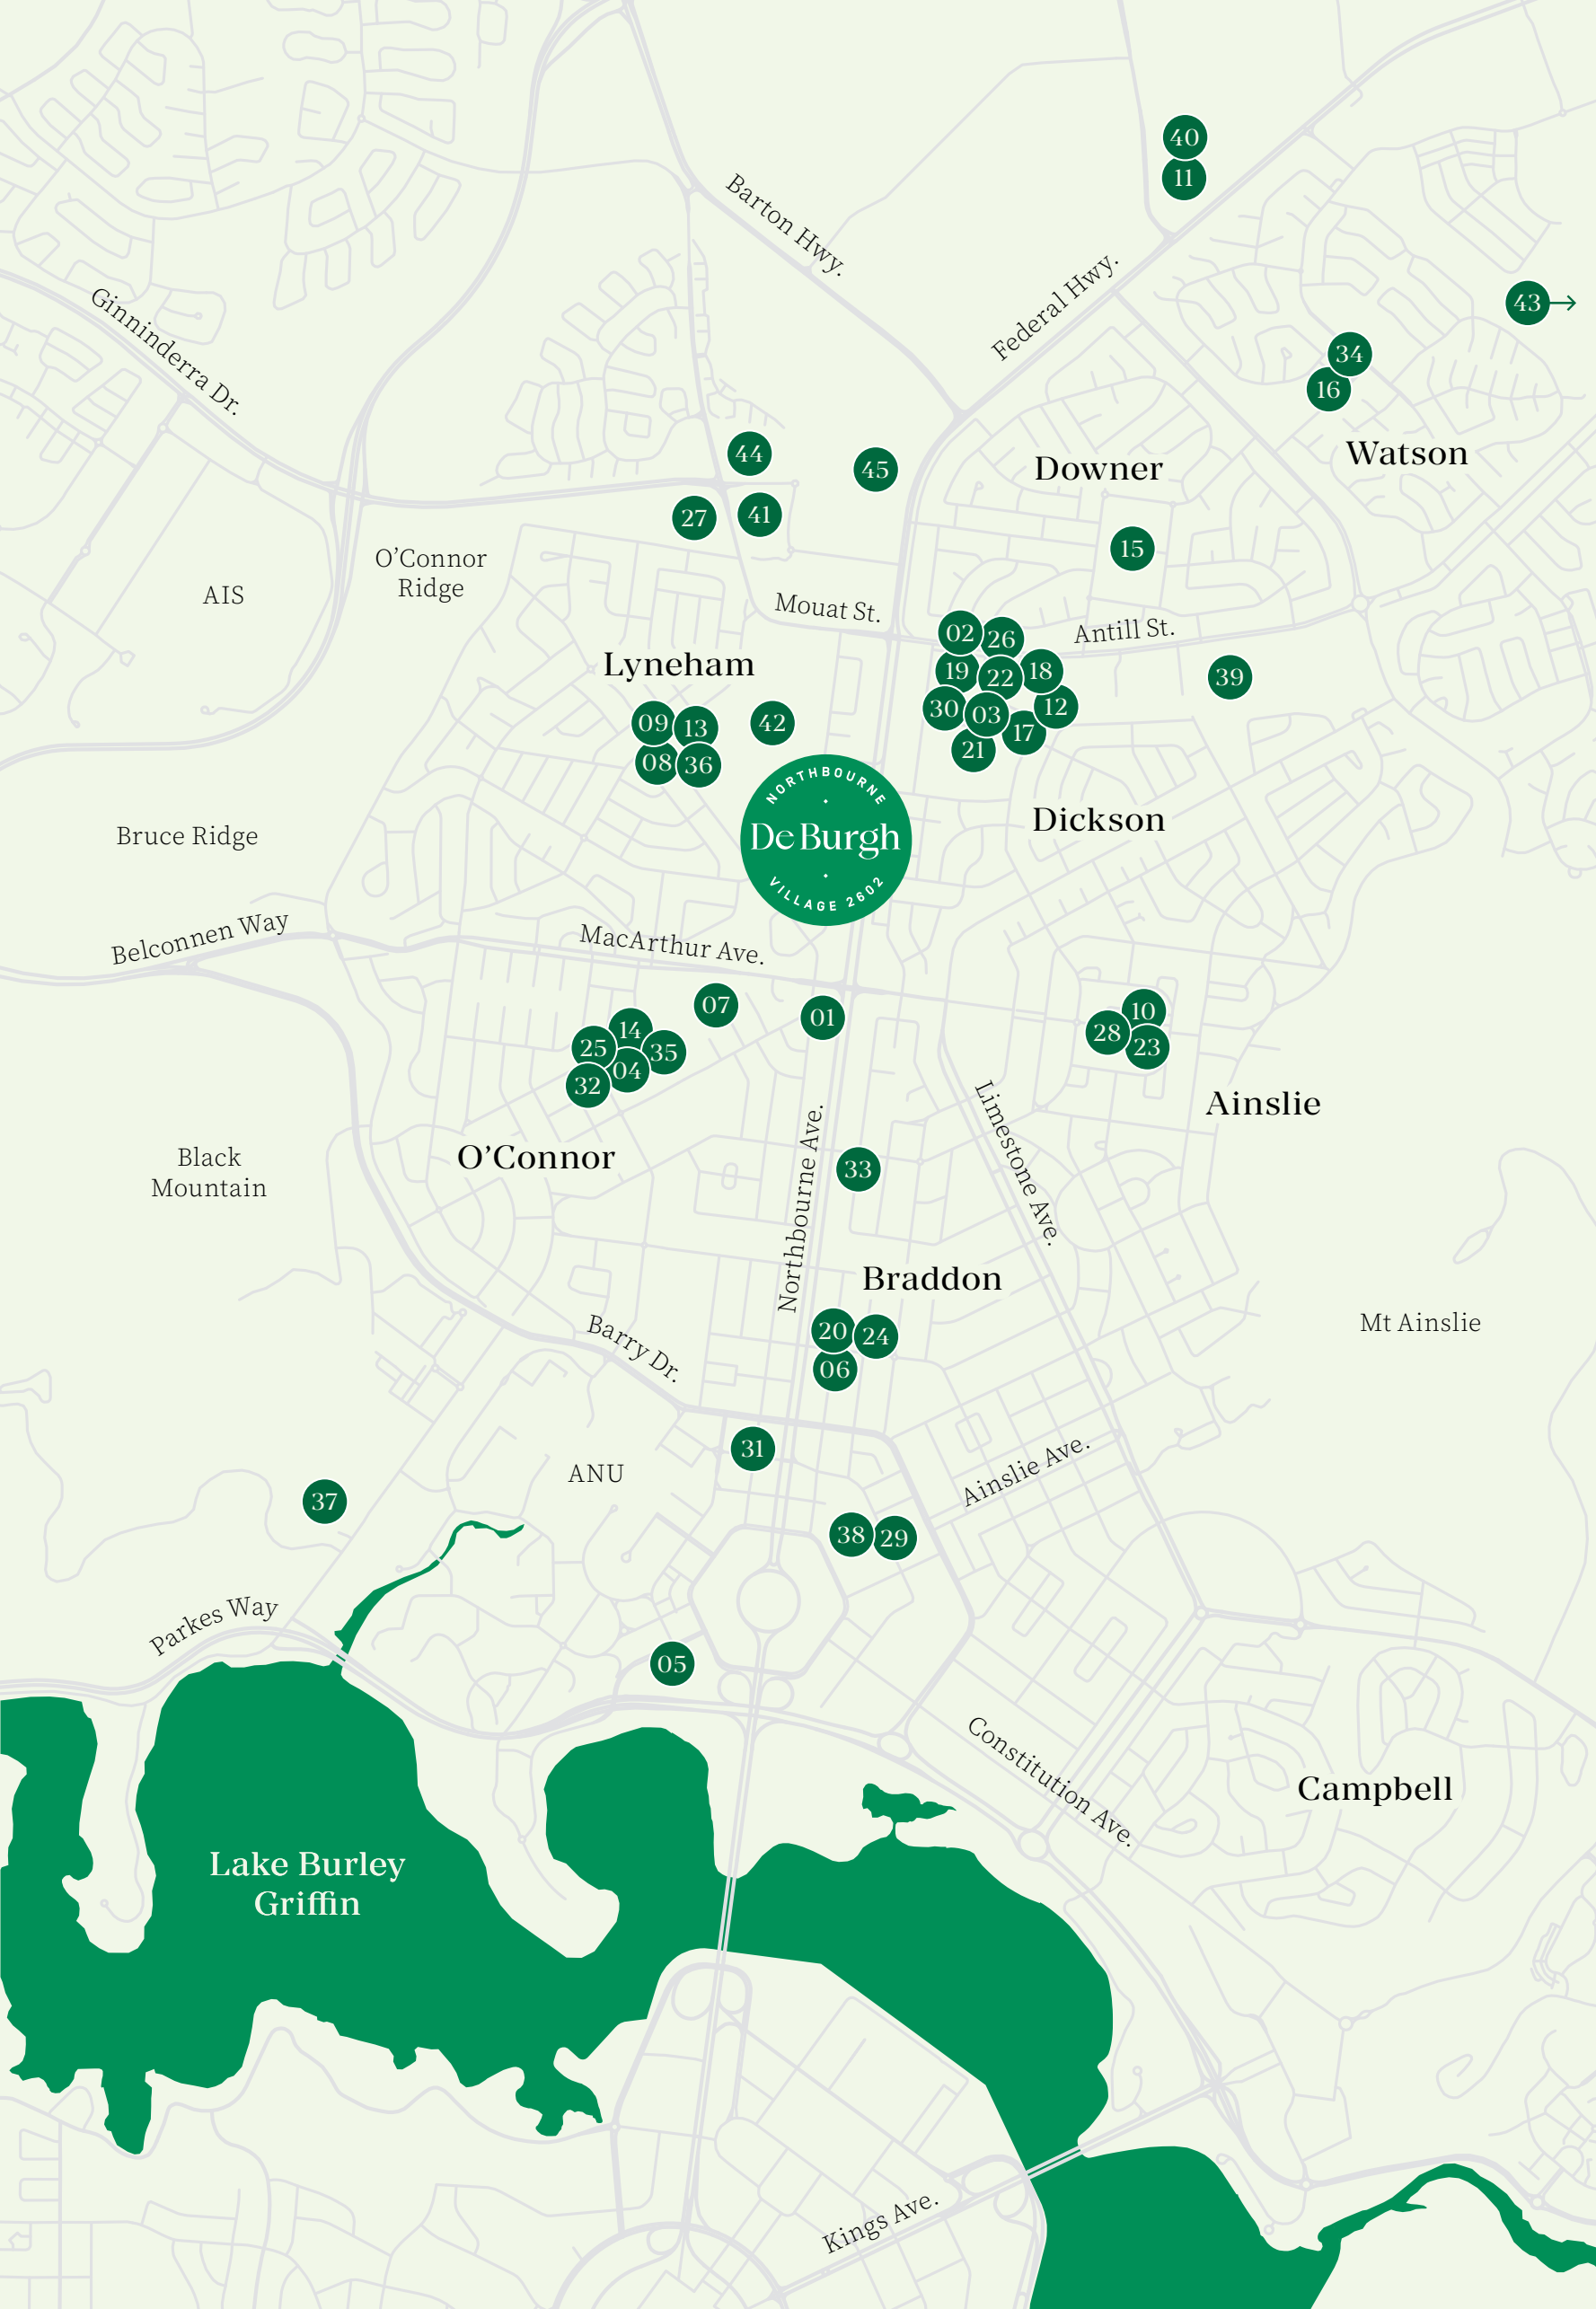 40
11
Barton Hwy.
Federal Hwy.
Ginninderra Dr.
43
34
16
Watson
44
45
Downer
27
41
O'Connor
Ridge
AIS
15
Mouat St.
Antill St.
02
26
19
22
18
30
03
12
17
21
39
Lyneham
09
13
42
08
36
NORTHBOURNE
De Burgh
VILLAGE 2602
Dickson
Bruce Ridge
Belconnen Way
MacArthur Ave.
07
01
14
25
35
04
32
10
28
23
Ainslie
Limestone Ave.
O'Connor
Black
Mountain
Northbourne Ave.
33
Braddon
Mt Ainslie
20
24
06
Barry Dr.
31
ANU
Ainslie Ave.
37
38
29
Parkes Way
05
Constitution Ave.
Campbell
Lake Burley
Griffin
Kings Ave.